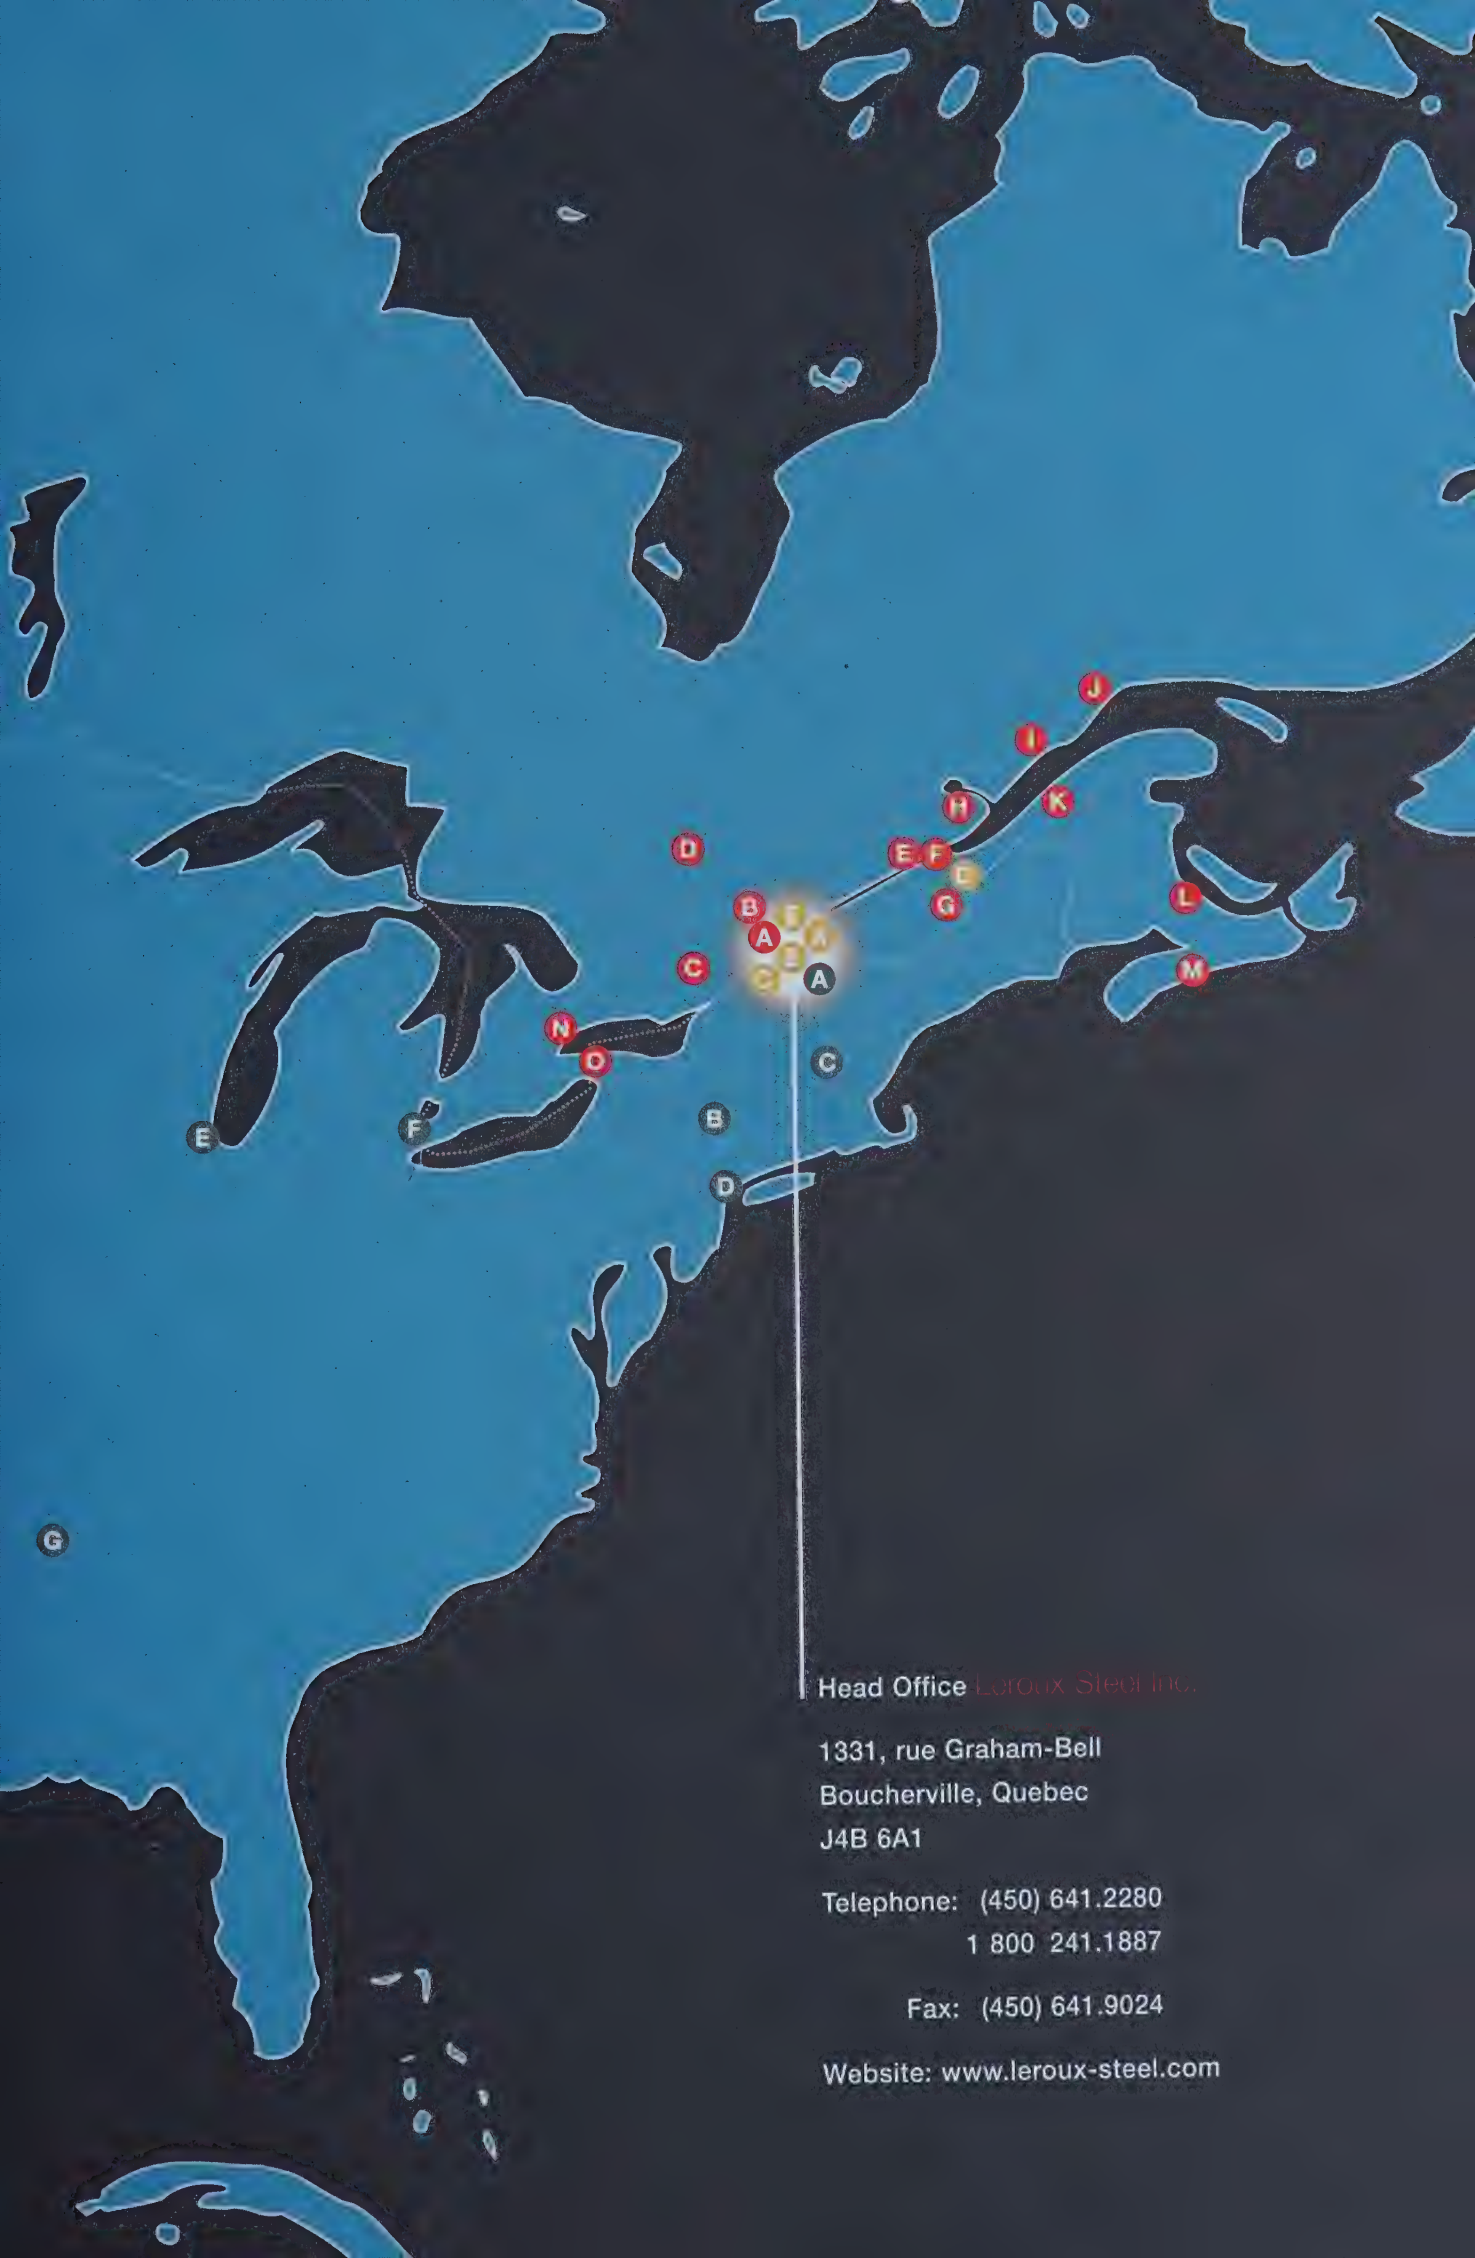 J
I
H
K
D
E F
E
B
G
L
A
C
A
M
N
O
C
B
E
F
D
G
Head Office Leroux Steel Inc.
1331, rue Graham-Bell
Boucherville, Quebec
J4B 6A1
Telephone: (450) 641.2280
1 800 241.1887
Fax: (450) 641.9024
Website: www.leroux-steel.com